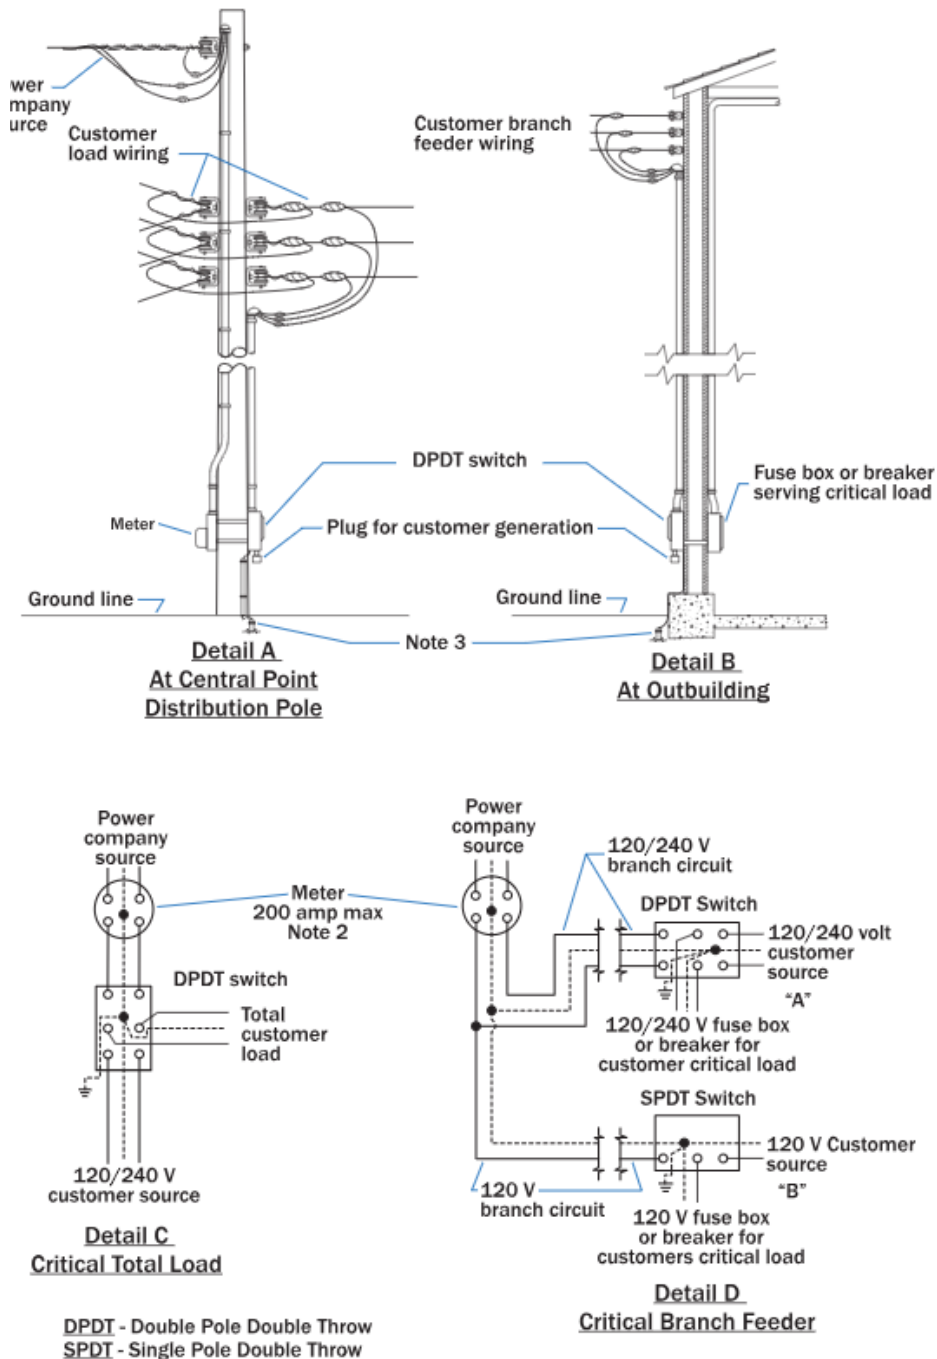 Customer
load wiring
Customer branch
feeder wiring
DPDT switch
Fuse box or breaker
serving critical load
Meter
Plug for customer generation
Ground line
Ground line
Note 3
Detail A
At Central Point
Distribution Pole
Detail B
At Outbuilding
Power
company
source
Power
company
source
120/240 V
branch circuit
Meter
200 amp max
Note 2
DPDT Switch
120/240 volt
customer
source
"A"
DPDT switch
Total
customer
load
120/240 V fuse box
or breaker for
customer critical load
SPDT Switch
120 V Customer
source
"B"
120/240 V
customer source
120 V
branch circuit
120 V fuse box
or breaker for
customers critical load
Detail C
Critical Total Load
Detail D
Critical Branch Feeder
DPDT - Double Pole Double Throw
SPDT - Single Pole Double Throw